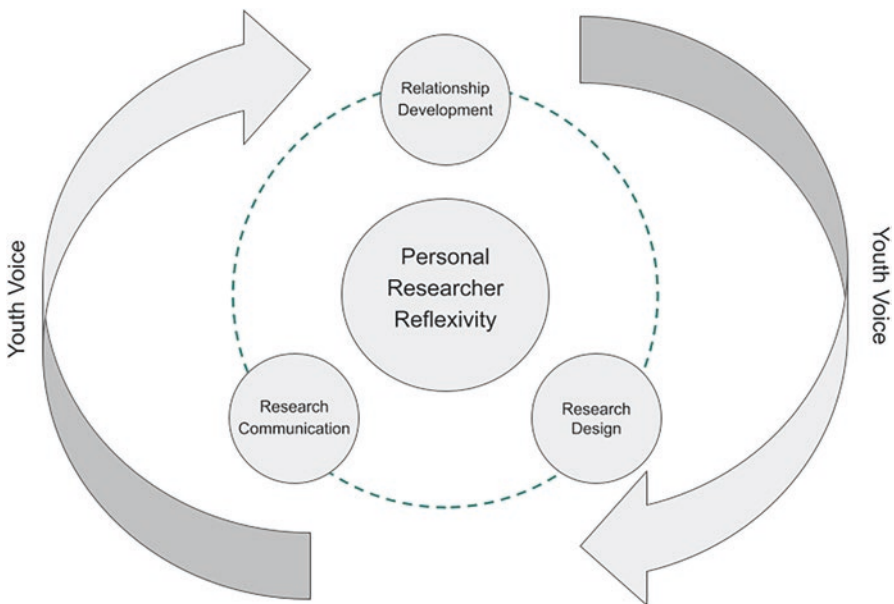 Relationship
Development
Personal
Researcher
Reflexivity
Youth Voice
Youth Voice
Research
Communication
Research
Design